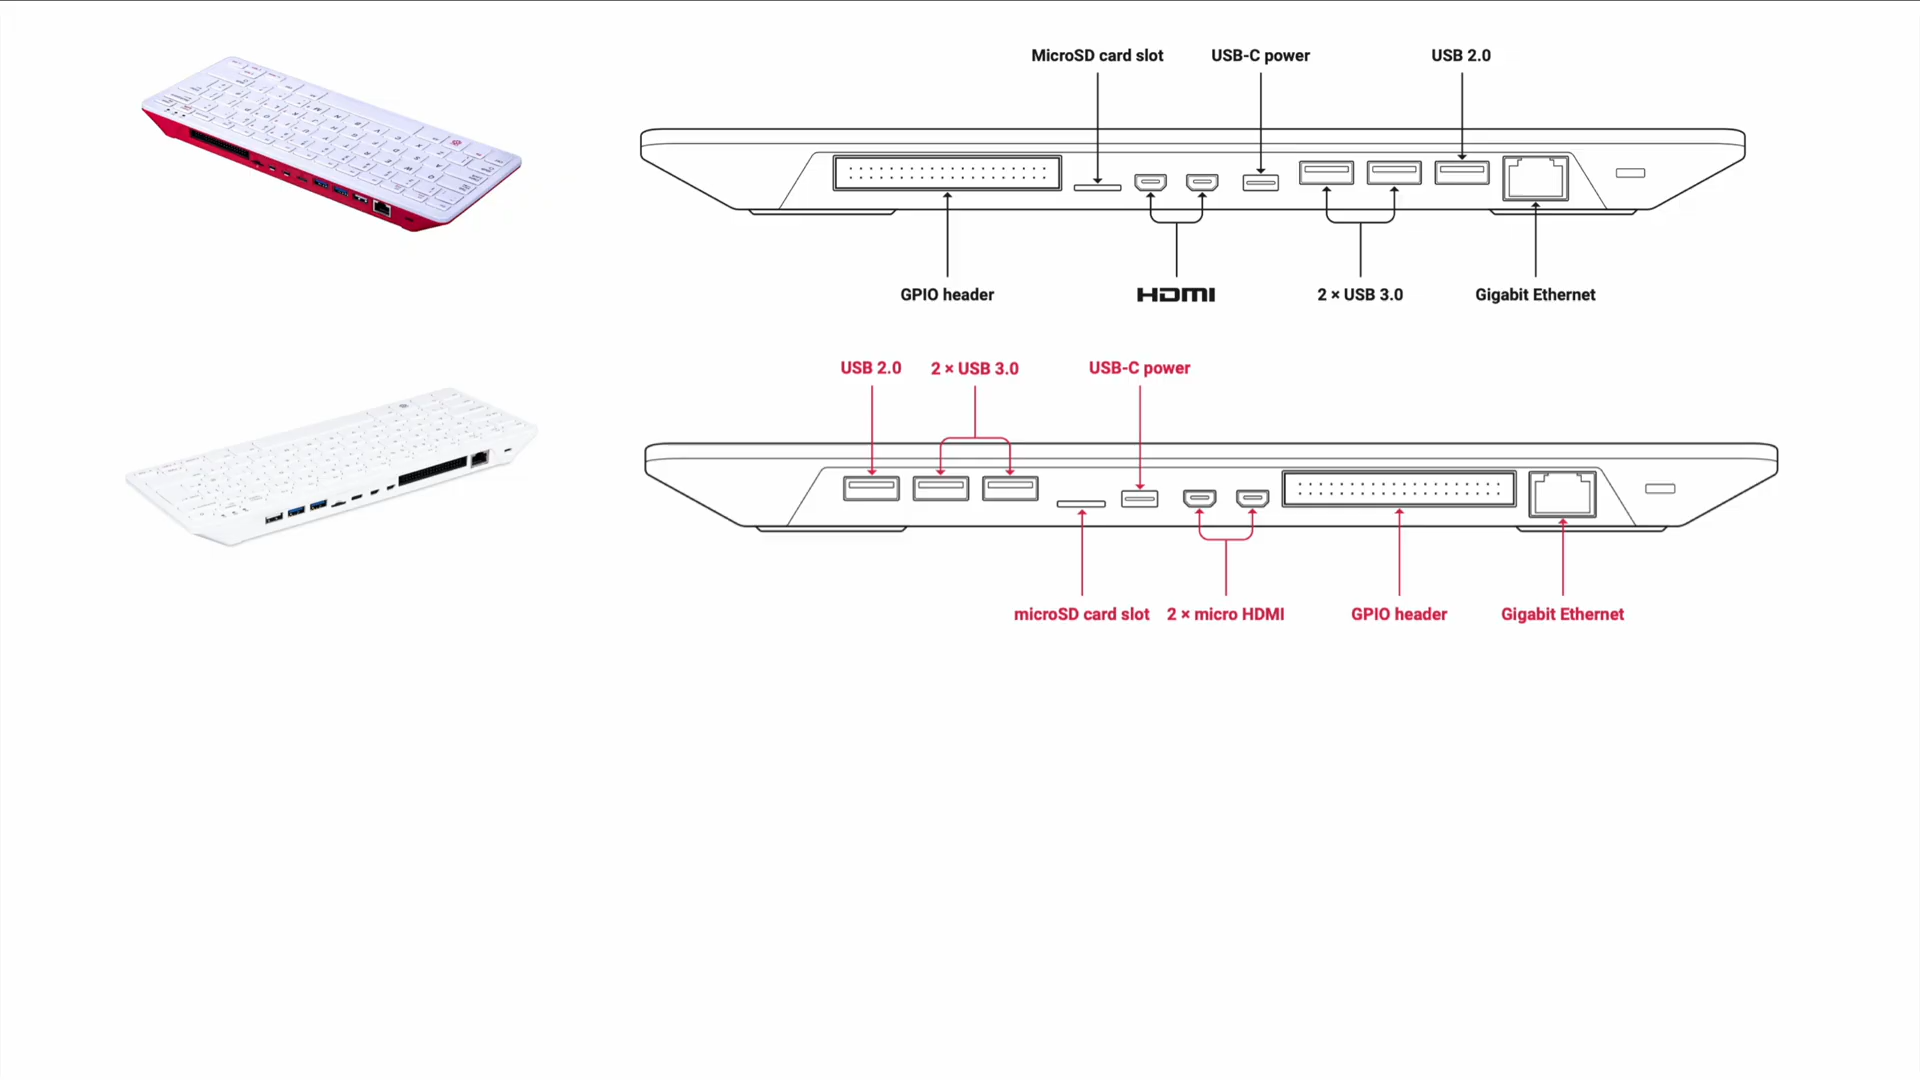 MicroSD card slot
USB-C power
USB 2.0
GPIO header
HDMI
2 × USB 3.0
Gigabit Ethernet
USB 2.0
2 × USB 3.0
USB-C power
microSD card slot
2 × micro HDMI
GPIO header
Gigabit Ethernet